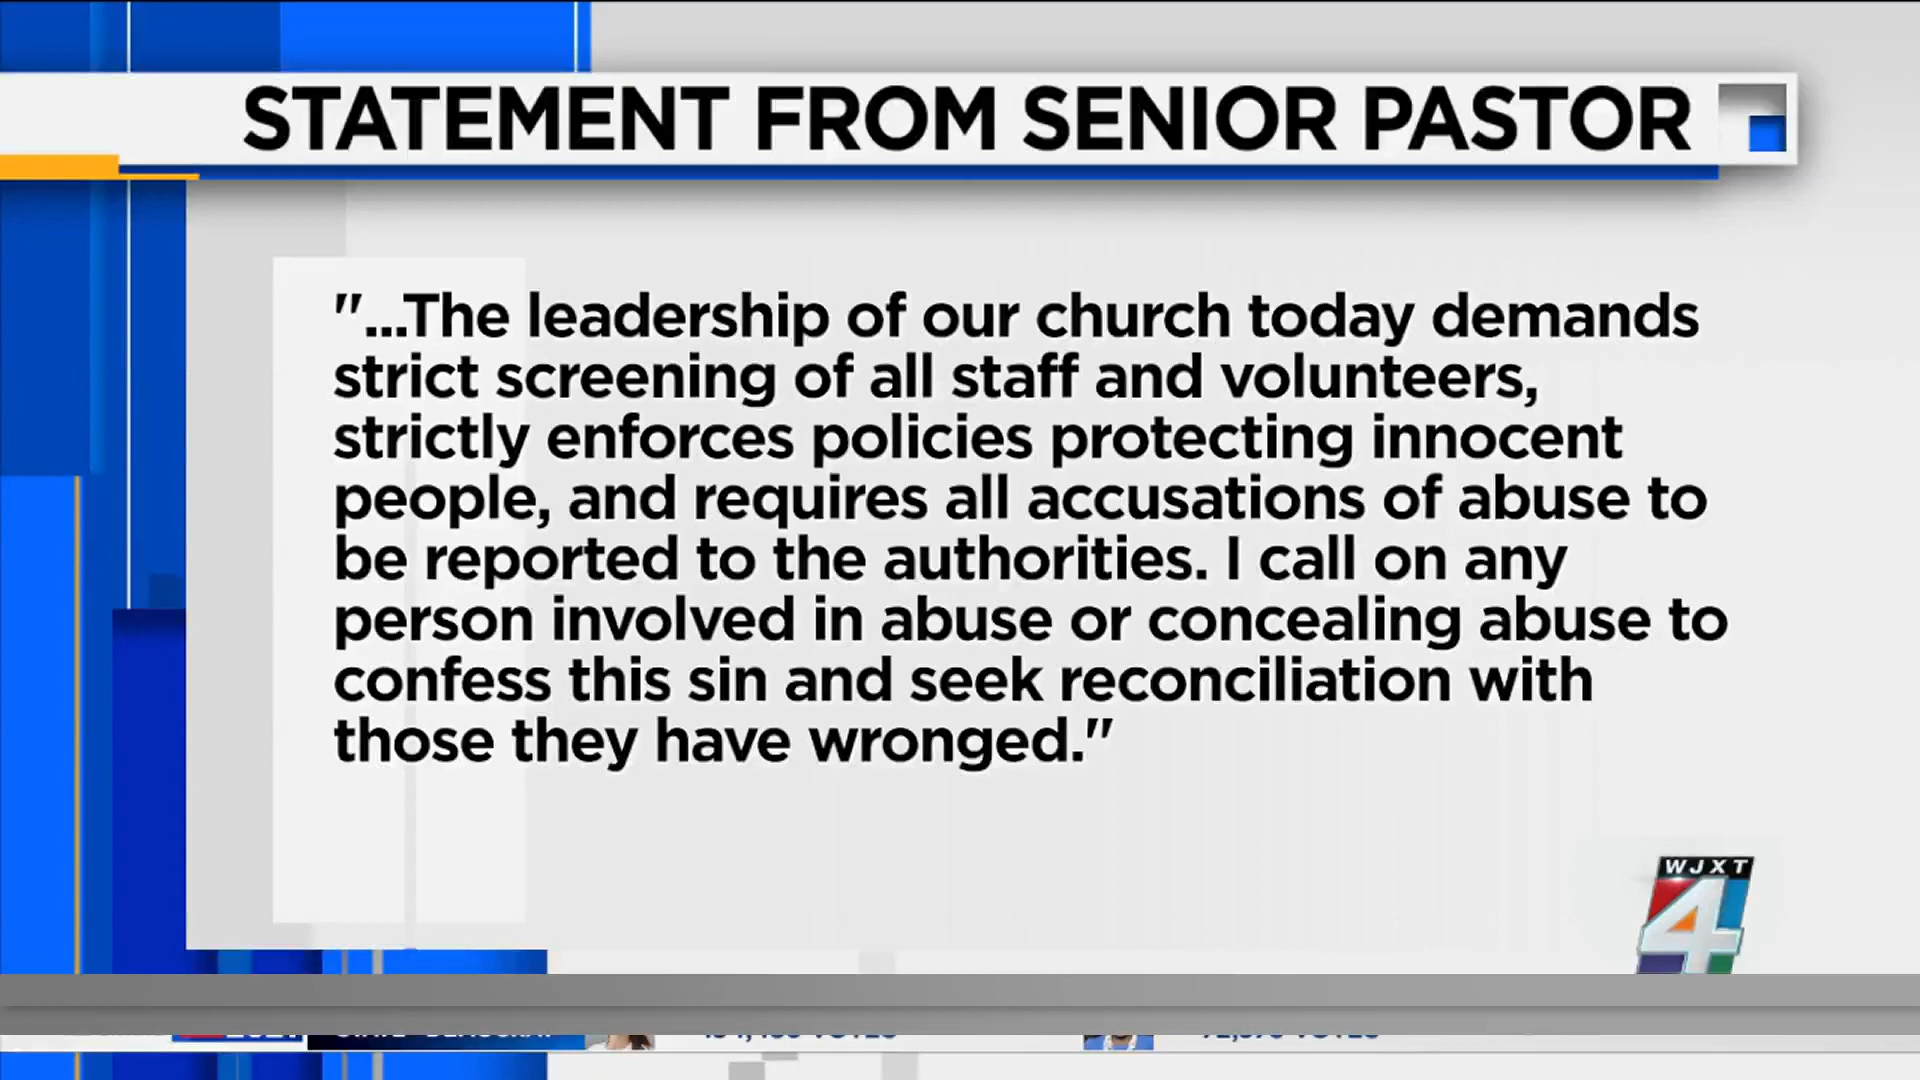 STATEMENT FROM SENIOR PASTOR
"...The leadership of our church today demands
strict screening of all staff and volunteers,
strictly enforces policies protecting innocent
people, and requires all accusations of abuse to
be reported to the authorities. I call on any
person involved in abuse or concealing abuse to
confess this sin and seek reconciliation with
those they have wronged."
WJXT
4
VOTES
VOTES